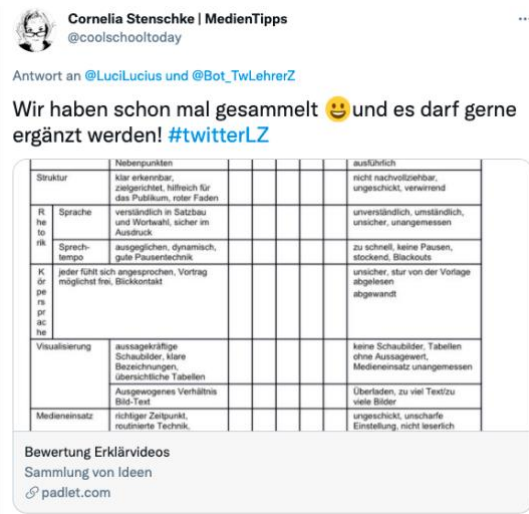 Cornelia Stenschke | MedienTipps
@coolschooltoday
Antwort an @LuciLucius und @Bot_TwLehrerZ
Wir haben schon mal gesammelt 😃 und es darf gerne
ergänzt werden! #twitterLZ
Nebenpunkten
ausführlich
Struktur
klar erkennbar,
zielgerichtet, hilfreich für
das Publikum, roter Faden
nicht nachvollziehbar,
ungeschickt, verwirrend
R
he
to
rik
Sprache
verständlich in Satzbau
und Wortwahl, sicher im
Ausdruck
unverständlich, umständlich,
unsicher, unangemessen
Sprech-
tempo
ausgeglichen, dynamisch,
gute Pausentechnik
zu schnell, keine Pausen,
stockend, Blackouts
K
ör
pe
rs
pr
ac
he
jeder fühlt sich angesprochen, Vortrag
möglichst frei, Blickkontakt
unsicher, stur von der Vorlage
abgelesen
abgewandt
Visualisierung
aussagekräftige
Schaubilder, klare
Bezeichnungen,
übersichtliche Tabellen
keine Schaubilder, Tabellen
ohne Aussagewert,
Medieneinsatz unangemessen
Ausgewogenes Verhältnis
Bild-Text
Überladen, zu viel Text/zu
viele Bilder
Medieneinsatz
richtiger Zeitpunkt,
routinierte Technik,
ungeschickt, unscharfe
Einstellung, nicht leserlich
Bewertung Erklärvideos
Sammlung von Ideen
padlet.com